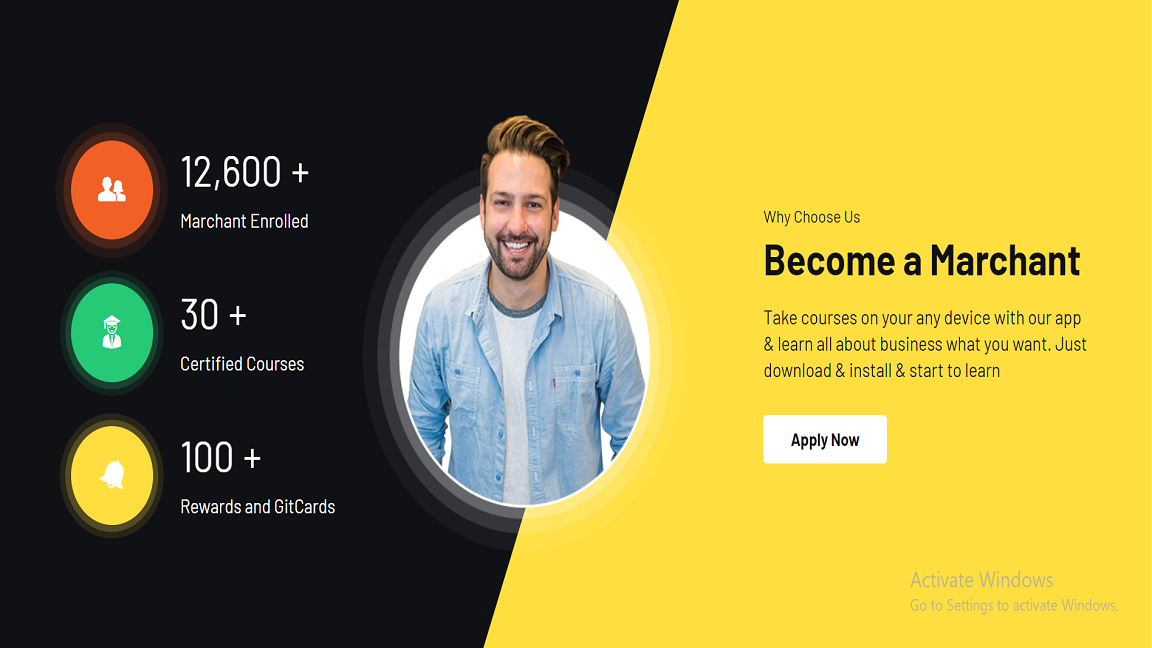 12,600 +
Marchant Enrolled
30 +
Certified Courses
100 +
Rewards and GitCards
Why Choose Us
Become a Marchant
Take courses on your any device with our app
& learn all about business what you want. Just
download & install & start to learn
Apply Now
Activate Windows
Go to Settings to activate Windows.